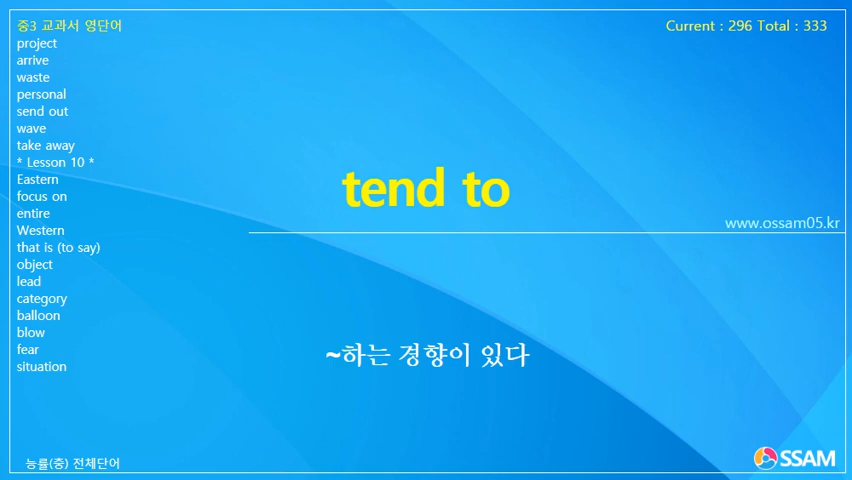 중3 교과서 영단어
Current : 296 Total : 333
project
arrive
waste
personal
send out
wave
take away
* Lesson 10 *
Eastern
focus on
entire
Western
that is (to say)
object
lead
category
balloon
blow
fear
situation
tend to
www.ossam05.kr
~하는 경향이 있다
능률(중) 전체단어
OSSAM